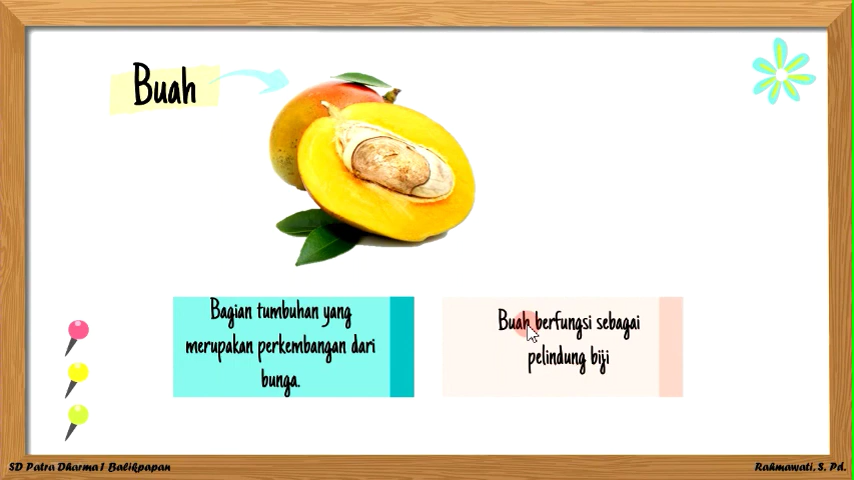 Buah
Bagian tumbuhan yang
merupakan perkembangan dari
bunga.
Buah berfungsi sebagai
pelindung biji
SD Patra Dharma 1 Balikpapan
Rahmawati, S. Pd.